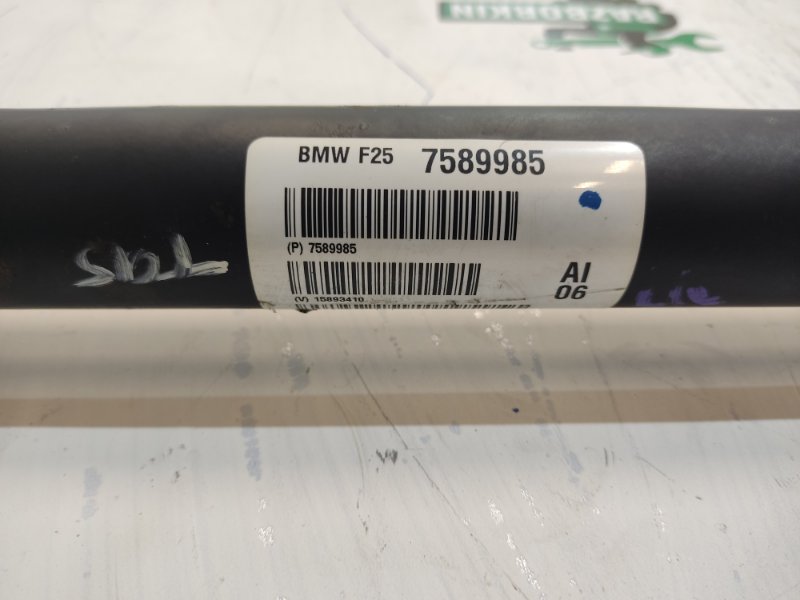 RAZBORKIN
BMW F25 7589985
(P) 7589985
AI
06
(V) 15893410